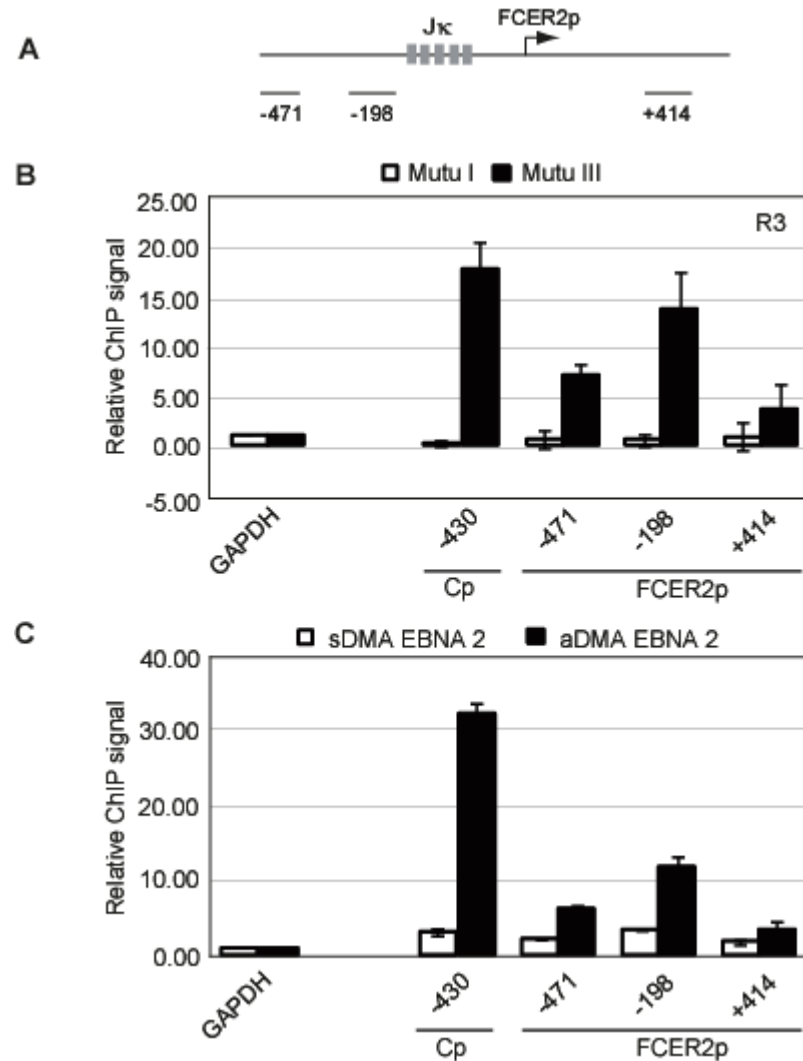 A
Jκ
FCER2p
-471
-198
+414
B
Mutu I
Mutu III
R3
Relative ChIP signal
25.00
20.00
15.00
10.00
5.00
0.00
-5.00
GAPDH
-430
-471
-198
+414
Cp
FCER2p
C
sDMA EBNA 2
aDMA EBNA 2
Relative ChIP signal
40.00
30.00
20.00
10.00
0.00
GAPDH
-430
-471
-198
+414
Cp
FCER2p